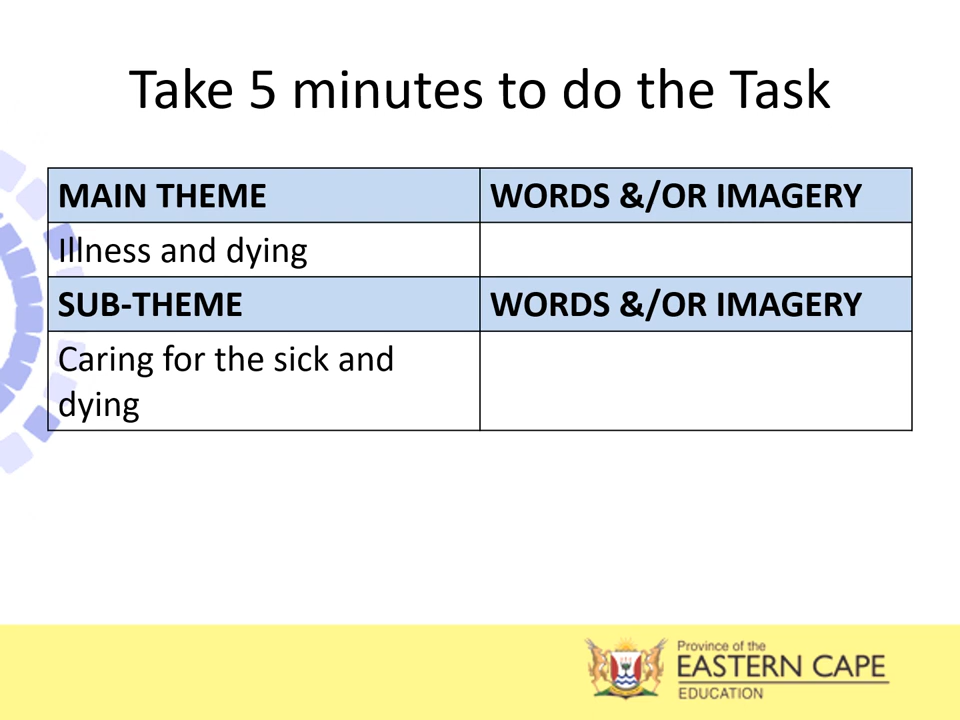 Take 5 minutes to do the Task
MAIN THEME WORDS &/OR IMAGERY
Illness and dying
SUB-THEME WORDS &/OR IMAGERY
Caring for the sick and
dying
Province of the
EASTERN CAPE
EDUCATION